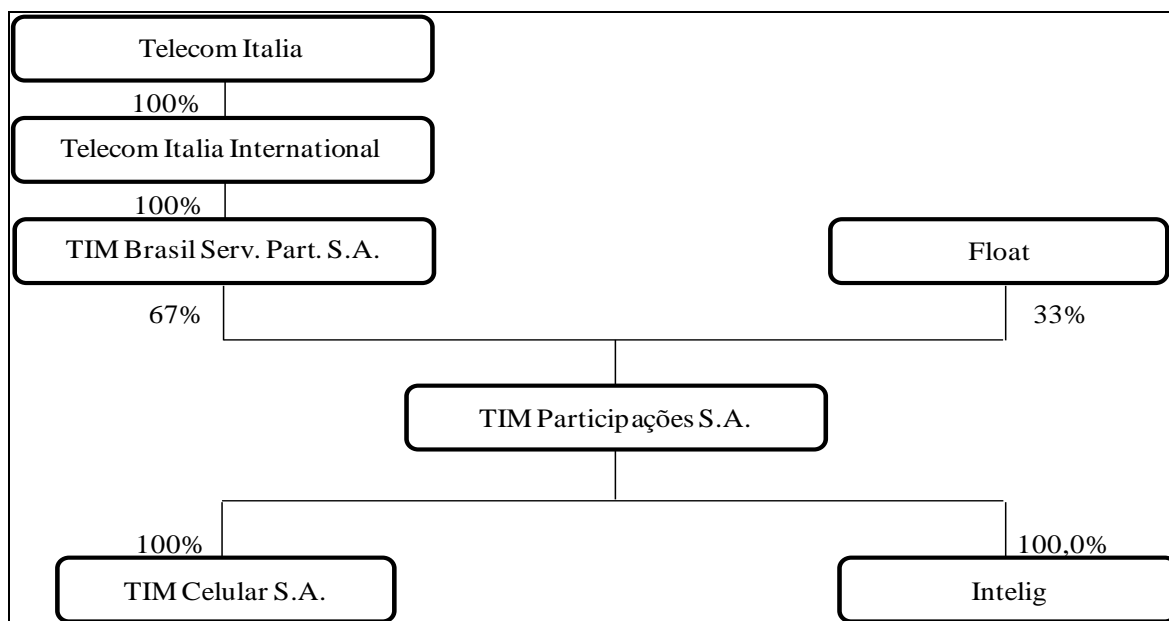 Telecom Italia
100%
Telecom Italia International
100%
TIM Brasil Serv. Part. S.A.
Float
67%
33%
TIM Participações S.A.
100%
100,0%
TIM Celular S.A.
Intelig